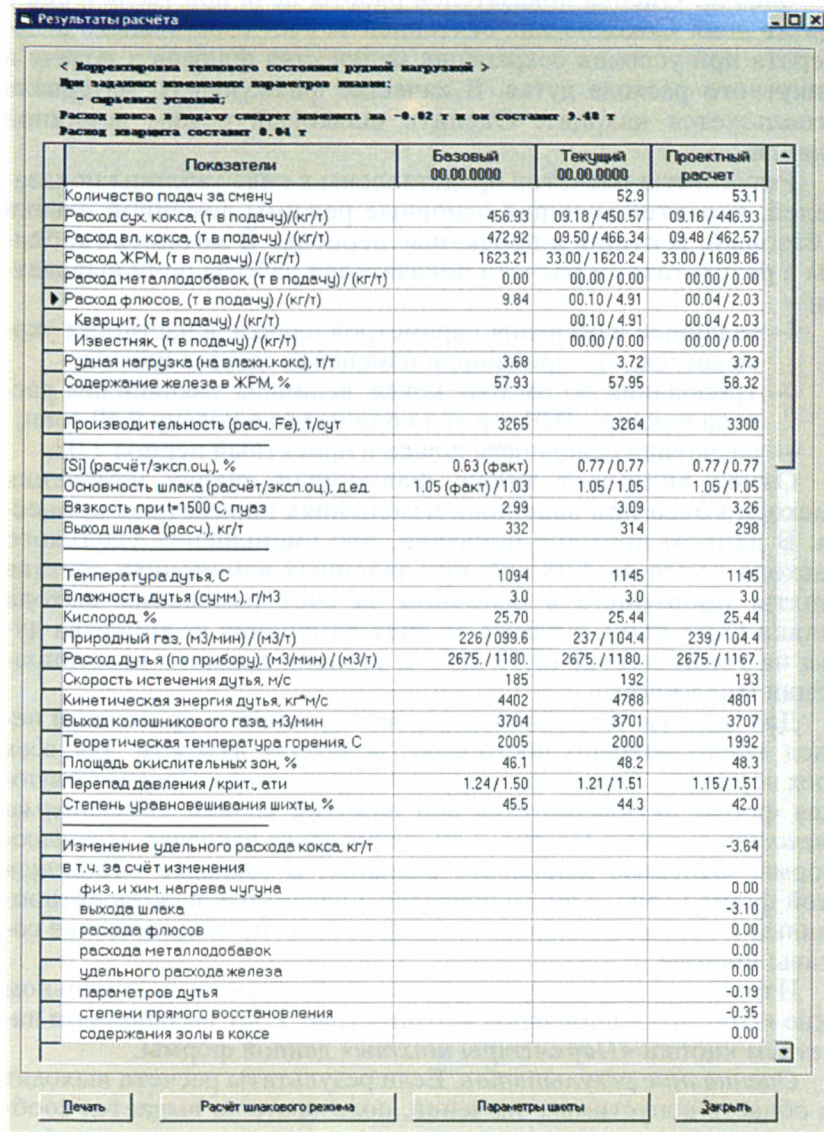 Результаты расчёта
< Корректировка теплового состояния рудной нагрузкой >
При заданных изменениях параметров плавки
- сырьевых условий;
Расход кокса в подачу следует изменить на -0.02 т и он составит 9.48 т
Расход кварцита составит 0.04 т
Показатели Базовый 00.00.0000 Текущий 00.00.0000 Проектный расчет
Количество подач за смену 52.9 53.1
Расход сух. кокса, (т в подачу)/(кг/т) 456.93 09.18 / 450.57 09.16 / 446.93
Расход вл. кокса, (т в подачу) / (кг/т) 472.92 09.50 / 466.34 09.48 / 462.57
Расход ЖРМ, (т в подачу) / (кг/т) 1623.21 33.00 / 1620.24 33.00 / 1609.86
Расход металлодобавок, (т в подачу) / (кг/т) 0.00 00.00 / 0.00 00.00 / 0.00
Расход флюсов, (т в подачу) / (кг/т) 9.84 00.10 / 4.91 00.04 / 2.03
Кварцит, (т в подачу) / (кг/т) 00.10 / 4.91 00.04 / 2.03
Известняк, (т в подачу) / (кг/т) 00.00 / 0.00 00.00 / 0.00
Рудная нагрузка (на влажн.кокс), т/т 3.68 3.72 3.73
Содержание железа в ЖРМ, % 57.93 57.95 58.32
Производительность (расч. Fe), т/сут 3265 3264 3300
[Si] (расчёт/эксп.оц.), % 0.63 (факт) 0.77 / 0.77 0.77 / 0.77
Основность шлака (расчёт/эксп.оц.), д.ед. 1.05 (факт) / 1.03 1.05 / 1.05 1.05 / 1.05
Вязкость при t=1500 С, пуаз 2.99 3.09 3.26
Выход шлака (расч.), кг/т 332 314 298
Температура дутья, С 1094 1145 1145
Влажность дутья (сумм.), г/м3 3.0 3.0 3.0
Кислород, % 25.70 25.44 25.44
Природный газ, (м3/мин) / (м3/т) 226 / 099.6 237 / 104.4 239 / 104.4
Расход дутья (по прибору), (м3/мин) / (м3/т) 2675. / 1180. 2675. / 1180. 2675. / 1167.
Скорость истечения дутья, м/с 185 192 193
Кинетическая энергия дутья, кг*м/с 4402 4788 4801
Выход колошникового газа, м3/мин 3704 3701 3707
Теоретическая температура горения, С 2005 2000 1992
Площадь окислительных зон, % 46.1 48.2 48.3
Перепад давления / крит., ати 1.24 / 1.50 1.21 / 1.51 1.15 / 1.51
Степень уравновешивания шихты, % 45.5 44.3 42.0
Изменение удельного расхода кокса, кг/т -3.64
в т.ч. за счёт изменения
физ. и хим. нагрева чугуна 0.00
выхода шлака -3.10
расхода флюсов 0.00
расхода металлодобавок 0.00
удельного расхода железа 0.00
параметров дутья -0.19
степени прямого восстановления -0.35
содержания золы в коксе 0.00
Печать Расчёт шлакового режима Параметры шихты Закрыть